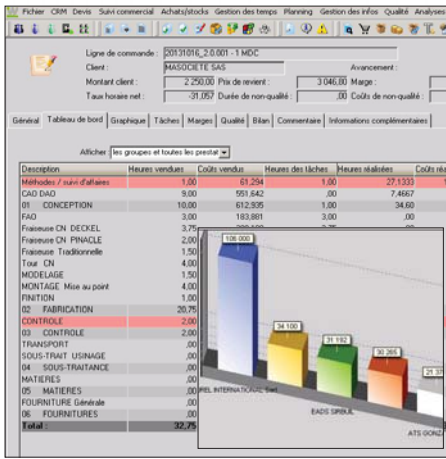 Fichier CRM Devis Suivi commercial Achats/stocks Gestion des temps Planning Gestion des infos Qualité Analyses
Ligne de commande : 20131016_2.0.001 - 1 MDC
Client : MASOCIETE SAS Avancement :
Montant client : 2 250,00 Prix de revient : 3 046,80 Marge :
Taux horaire net : -31,057 Durée de non-qualité : ,00 Coûts de non-qualité :
Général Tableau de bord Graphique Tâches Marges Qualité Bilan Commentaire Informations complémentaires
Afficher : les groupes et toutes les prestat
Description Heures vendues Coûts vendus Heures des tâches Heures réalisées Coûts réa
Méthodes / suivi d'affaires 1,00 61,294 1,00 27,1333
CAO DAO 9,00 551,642 ,00 7,4667
01 CONCEPTION 10,00 612,935 1,00 34,60
FAO 3,00 183,881 3,00 ,00
Fraiseuse CN DECKEL 3,75
Fraiseuse CN PINACLE 2,00
Fraiseuse Traditionnelle 1,50
Tour CN 4,00
MODELAGE 1,50
MONTAGE Mise au point 4,00
FINITION 1,00
02 FABRICATION 20,75
CONTROLE 2,00
03 CONTROLE 2,00
TRANSPORT ,00
SOUS-TRAIT USINAGE ,00
04 SOUS-TRAITANCE ,00
MATIERES ,00
05 MATIERES ,00
FOURNITURE Générale ,00
06 FOURNITURES ,00
Total : 32,75
106 000
34 100
31 192
30 265
21 37
REL INTERNATIONAL Sarl
EADS SIRBUIL
ATS GONZA